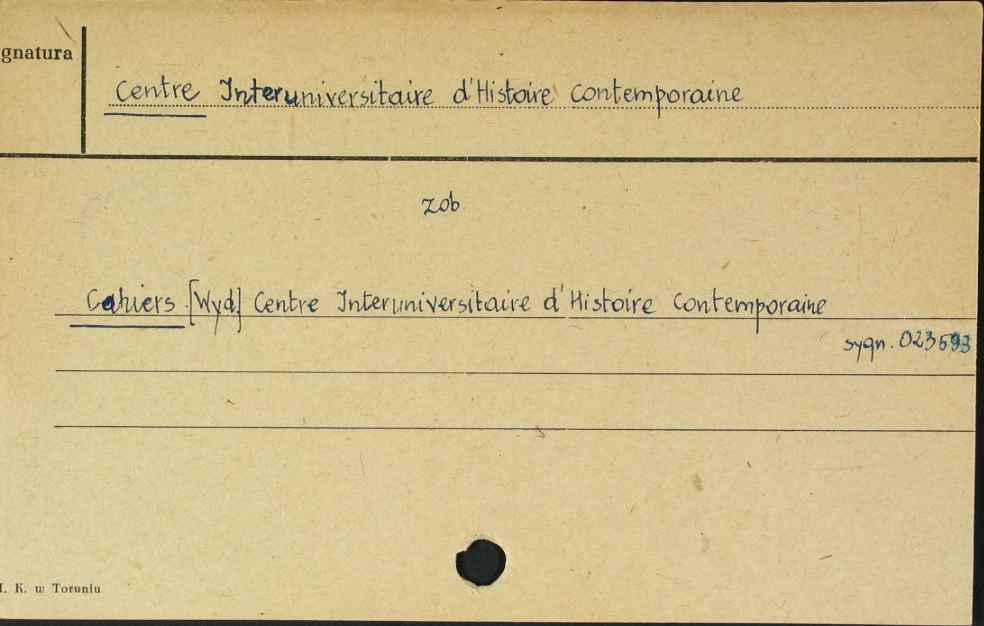 gnatura
Centre Interuniversitaire d'Histoire Contemporaine
zob.
Cahiers [Wyd.] Centre Interuniversitaire d'Histoire Contemporaine
sygn. 023593
K. w Toruniu